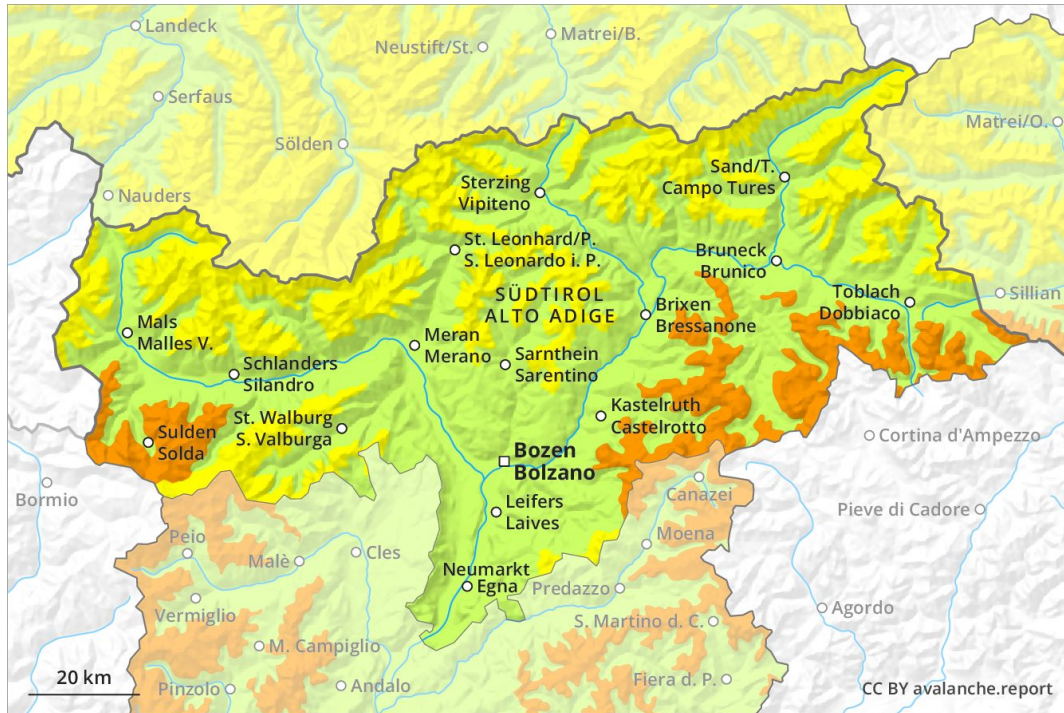 Landeck
Neustift/St.
Matrei/B.
Serfaus
Sölden
Matrei/O.
Nauders
Sterzing
Vipiteno
Sand/T.
Campo Tures
St. Leonhard/P.
S. Leonardo i. P.
Bruneck
Brunico
SÜDTIROL
ALTO ADIGE
Toblach
Dobbiaco
Sillian
Mals
Malles V.
Meran
Merano
Brixen
Bressanone
Schlanders
Silandro
Sarnthein
Sarentino
St. Walburg
S. Valburga
Kastelruth
Castelrotto
Sulden
Solda
Cortina d'Ampezzo
Bozen
Bolzano
Bormio
Canazei
Leifers
Laives
Pieve di Cadore
Peio
Malè
Cles
Moena
Neumarkt
Egna
Predazzo
Vermiglio
Agordo
S. Martino d. C.
M. Campiglio
20 km
Pinzolo
Andalo
Fiera d. P.
CC BY avalanche.report